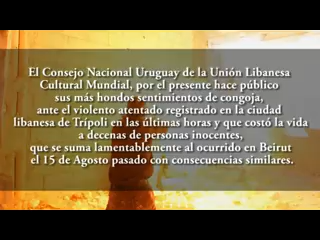 El Consejo Nacional Uruguay de la Unión Libanesa
Cultural Mundial, por el presente hace público
sus más hondos sentimientos de congoja,
ante el violento atentado registrado en la ciudad
libanesa de Trípoli en las últimas horas y que costó la vida
a decenas de personas inocentes,
que se suma lamentablemente al ocurrido en Beirut
el 15 de Agosto pasado con consecuencias similares.